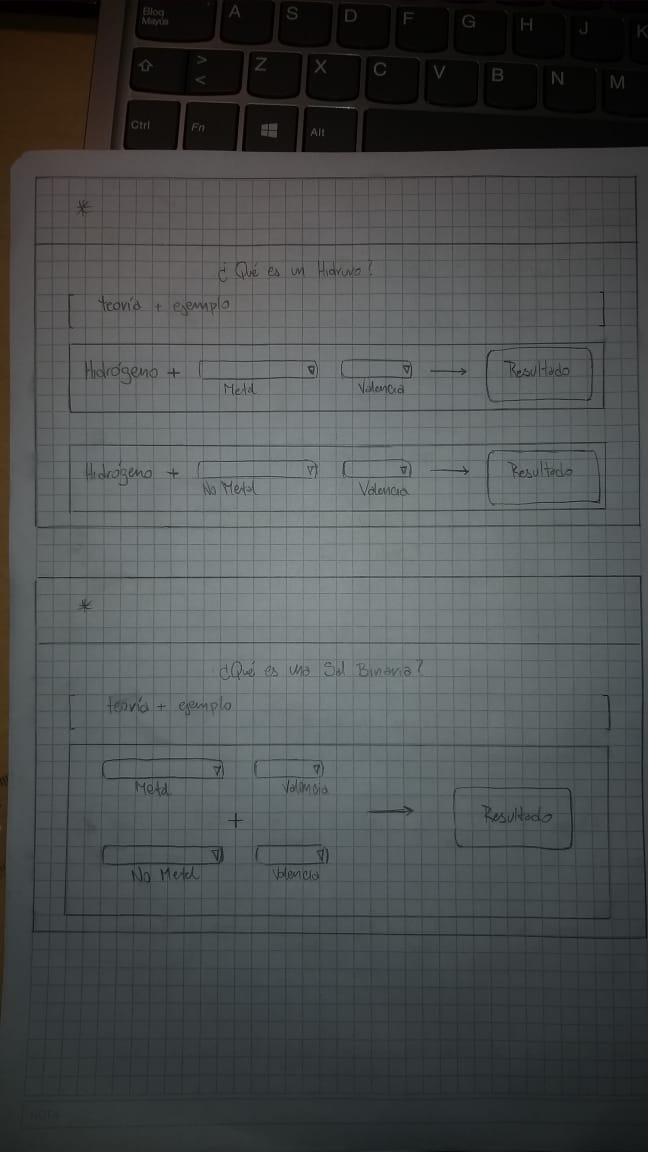 Bloq
Mayús
A S D F G H J K
>
<
Z X C V B N M
Ctrl Fn Alt
*
¿Qué es un Hidruro?
[ teoría + ejemplo ]
Hidrógeno + Metal Valencia → Resultado
Hidrógeno + No Metal Valencia → Resultado
*
¿Qué es una Sal Binaria?
[ teoría + ejemplo ]
Metal Valencia
+ → Resultado
No Metal Valencia
NOTA